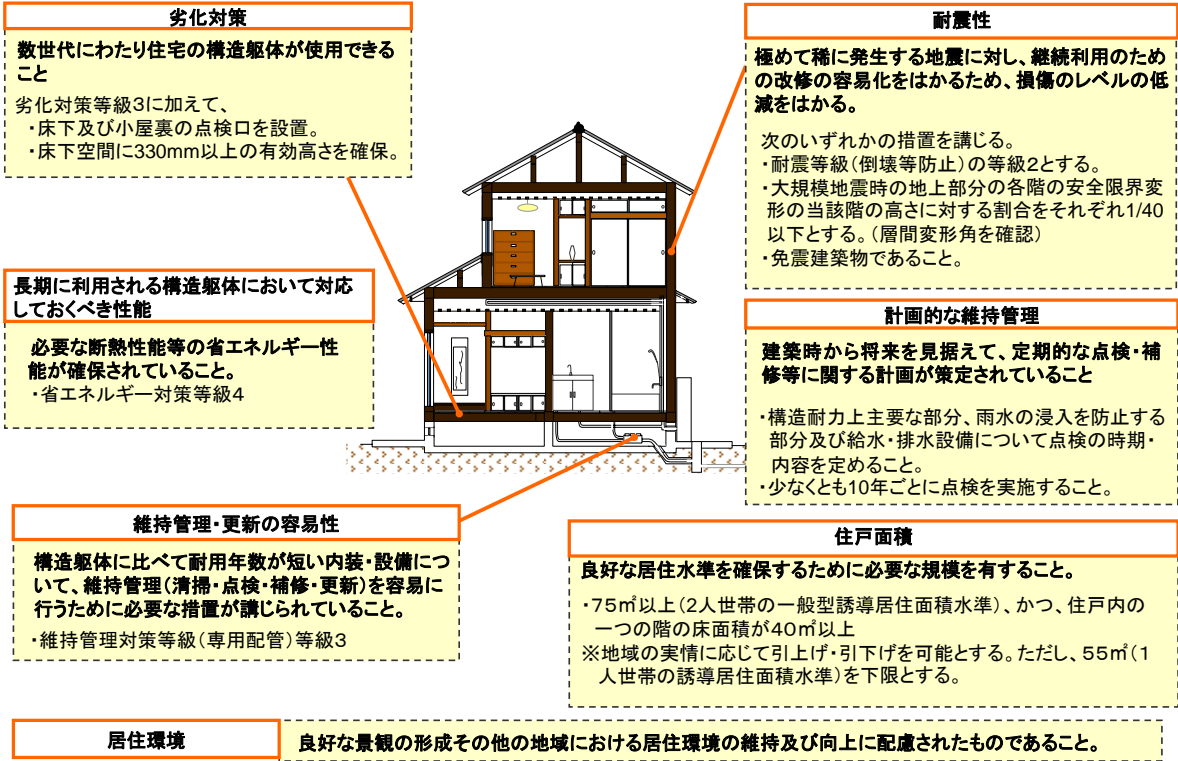 劣化対策
数世代にわたり住宅の構造躯体が使用できる
こと
劣化対策等級3に加えて、
・床下及び小屋裏の点検口を設置。
・床下空間に330mm以上の有効高さを確保。
耐震性
極めて稀に発生する地震に対し、継続利用のため
の改修の容易化をはかるため、損傷のレベルの低
減をはかる。
次のいずれかの措置を講じる。
・耐震等級(倒壊等防止)の等級2とする。
・大規模地震時の地上部分の各階の安全限界変
形の当該階の高さに対する割合をそれぞれ1/40
以下とする。(層間変形角を確認)
・免震建築物であること。
長期に利用される構造躯体において対応
しておくべき性能
必要な断熱性能等の省エネルギー性
能が確保されていること。
・省エネルギー対策等級4
計画的な維持管理
建築時から将来を見据えて、定期的な点検・補
修等に関する計画が策定されていること
・構造耐力上主要な部分、雨水の浸入を防止する
部分及び給水・排水設備について点検の時期・
内容を定めること。
・少なくとも10年ごとに点検を実施すること。
維持管理・更新の容易性
構造躯体に比べて耐用年数が短い内装・設備につ
いて、維持管理(清掃・点検・補修・更新)を容易に
行うために必要な措置が講じられていること。
・維持管理対策等級(専用配管)等級3
住戸面積
良好な居住水準を確保するために必要な規模を有すること。
・75㎡以上(2人世帯の一般型誘導居住面積水準)、かつ、住戸内の
一つの階の床面積が40㎡以上
※地域の実情に応じて引上げ・引下げを可能とする。ただし、55㎡(1
人世帯の誘導居住面積水準)を下限とする。
居住環境
良好な景観の形成その他の地域における居住環境の維持及び向上に配慮されたものであること。